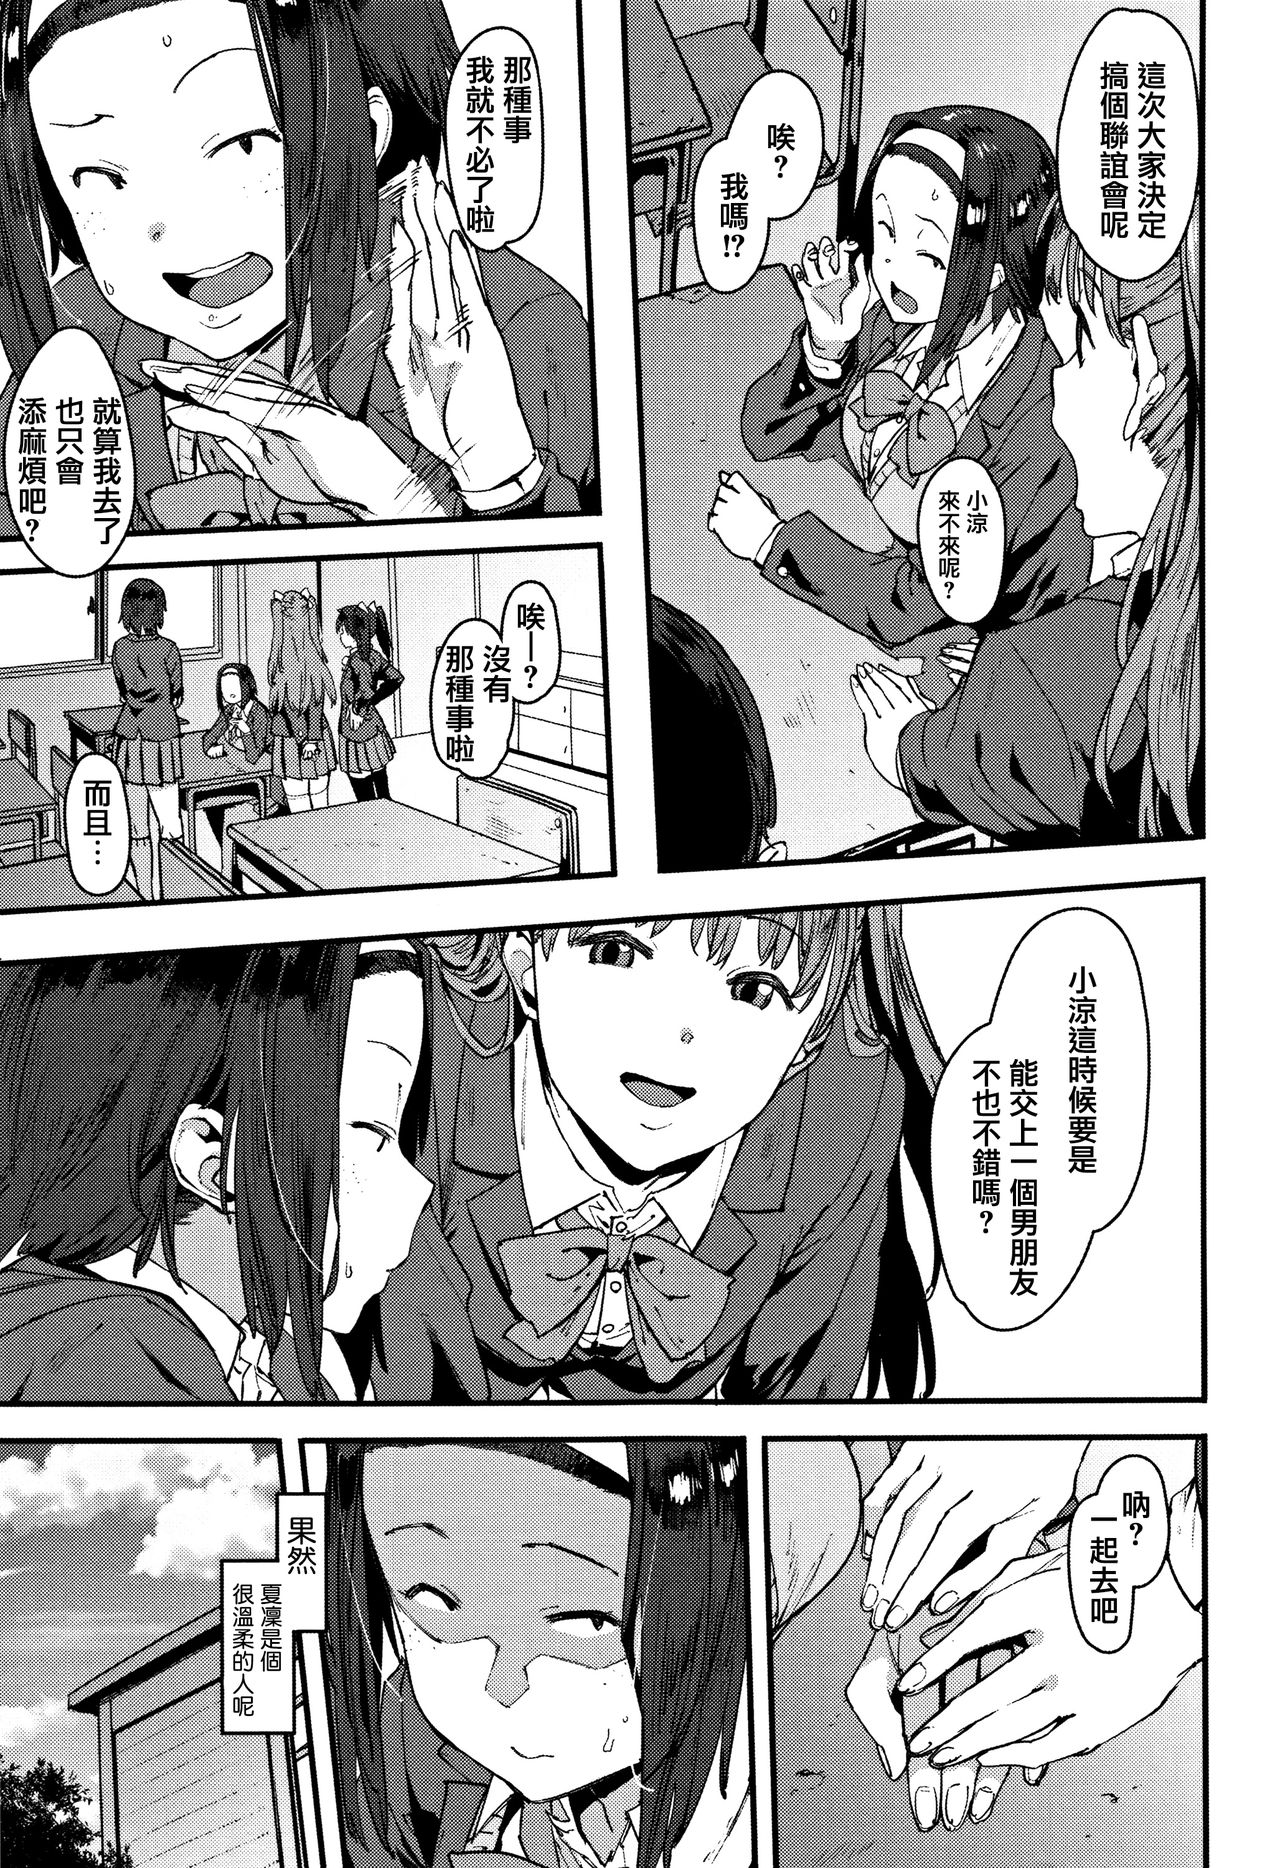 這次大家決定
搞個聯誼會呢
唉？
我嗎!?
小涼
來不來呢？
那種事
我就不必了啦
就算我去了
也只會
添麻煩吧？
唉—？
沒有
那種事啦
而且…
小涼這時候要是
能交上一個男朋友
不也不錯嗎？
吶？
一起去吧
果然
夏凜是個
很溫柔的人呢